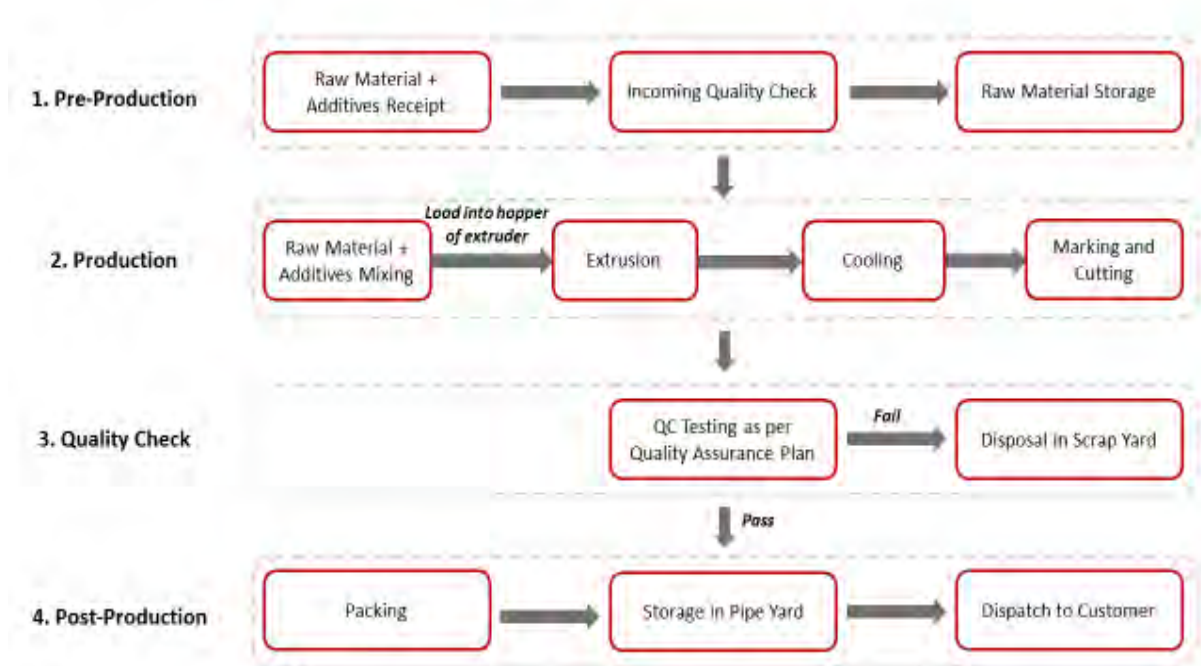 1. Pre-Production
Raw Material +
Additives Receipt
Incoming Quality Check
Raw Material Storage
2. Production
Raw Material +
Additives Mixing
Load into hopper
of extruder
Extrusion
Cooling
Marking and
Cutting
3. Quality Check
QC Testing as per
Quality Assurance Plan
Fail
Disposal in Scrap Yard
Pass
4. Post-Production
Packing
Storage in Pipe Yard
Dispatch to Customer